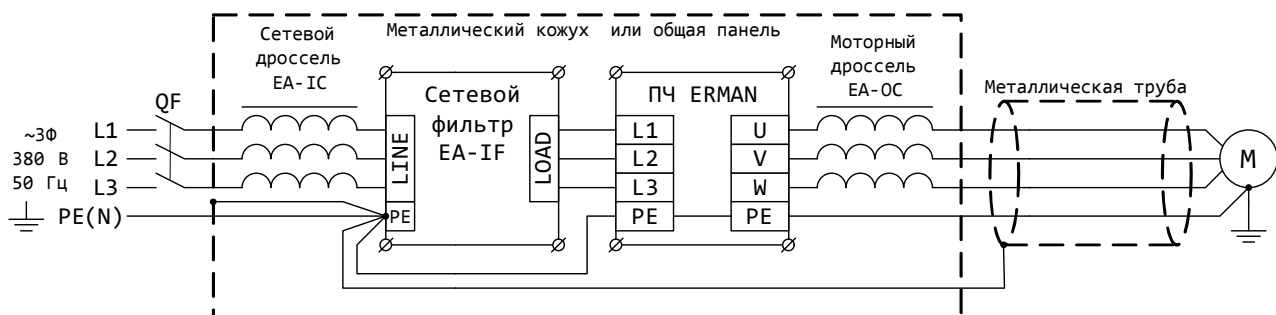 Сетевой
дроссель
EA-IC
Металлический кожух или общая панель
Моторный
дроссель
EA-OC
Металлическая труба
QF
~3Ф
380 В
50 Гц
L1
L2
L3
PE(N)
Сетевой
фильтр
EA-IF
LINE
PE
LOAD
ПЧ ERMAN
L1
L2
L3
PE
U
V
W
PE
M